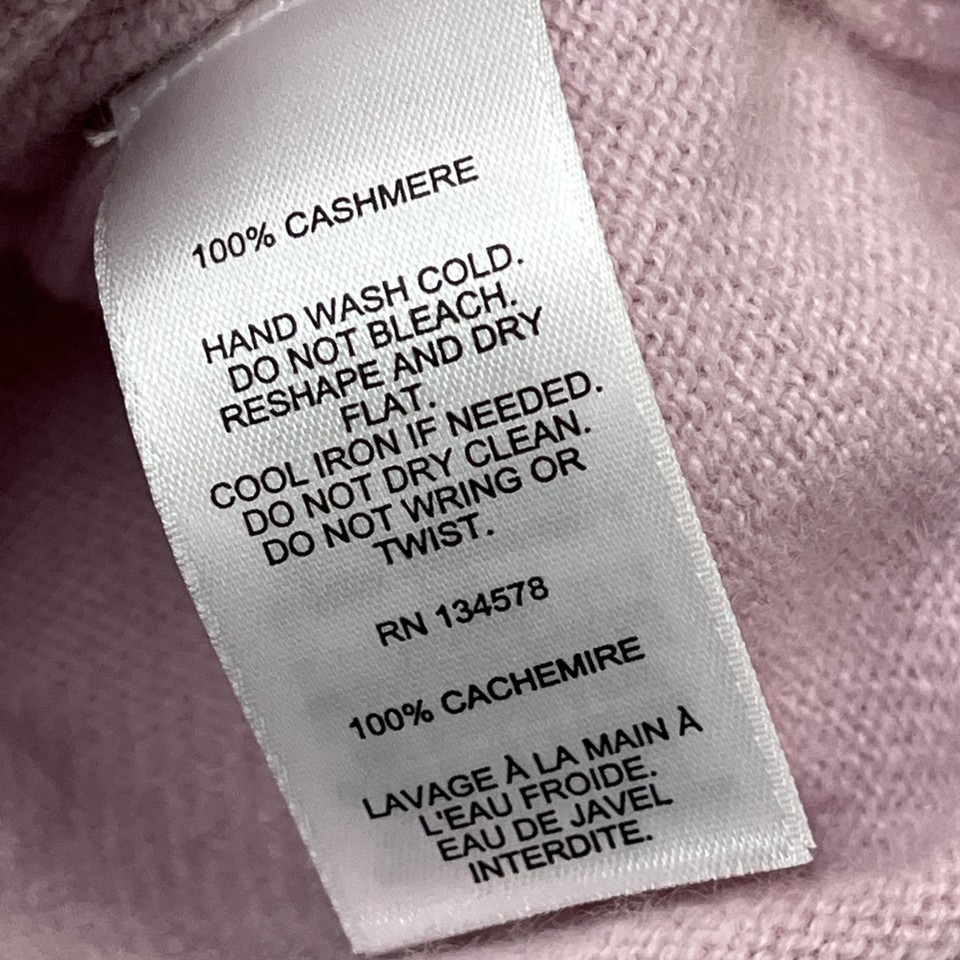 100% CASHMERE
HAND WASH COLD.
DO NOT BLEACH.
RESHAPE AND DRY
FLAT.
COOL IRON IF NEEDED.
DO NOT DRY CLEAN.
DO NOT WRING OR
TWIST.
RN 134578
100% CACHEMIRE
LAVAGE À LA MAIN À
L'EAU FROIDE.
EAU DE JAVEL
INTERDITE.